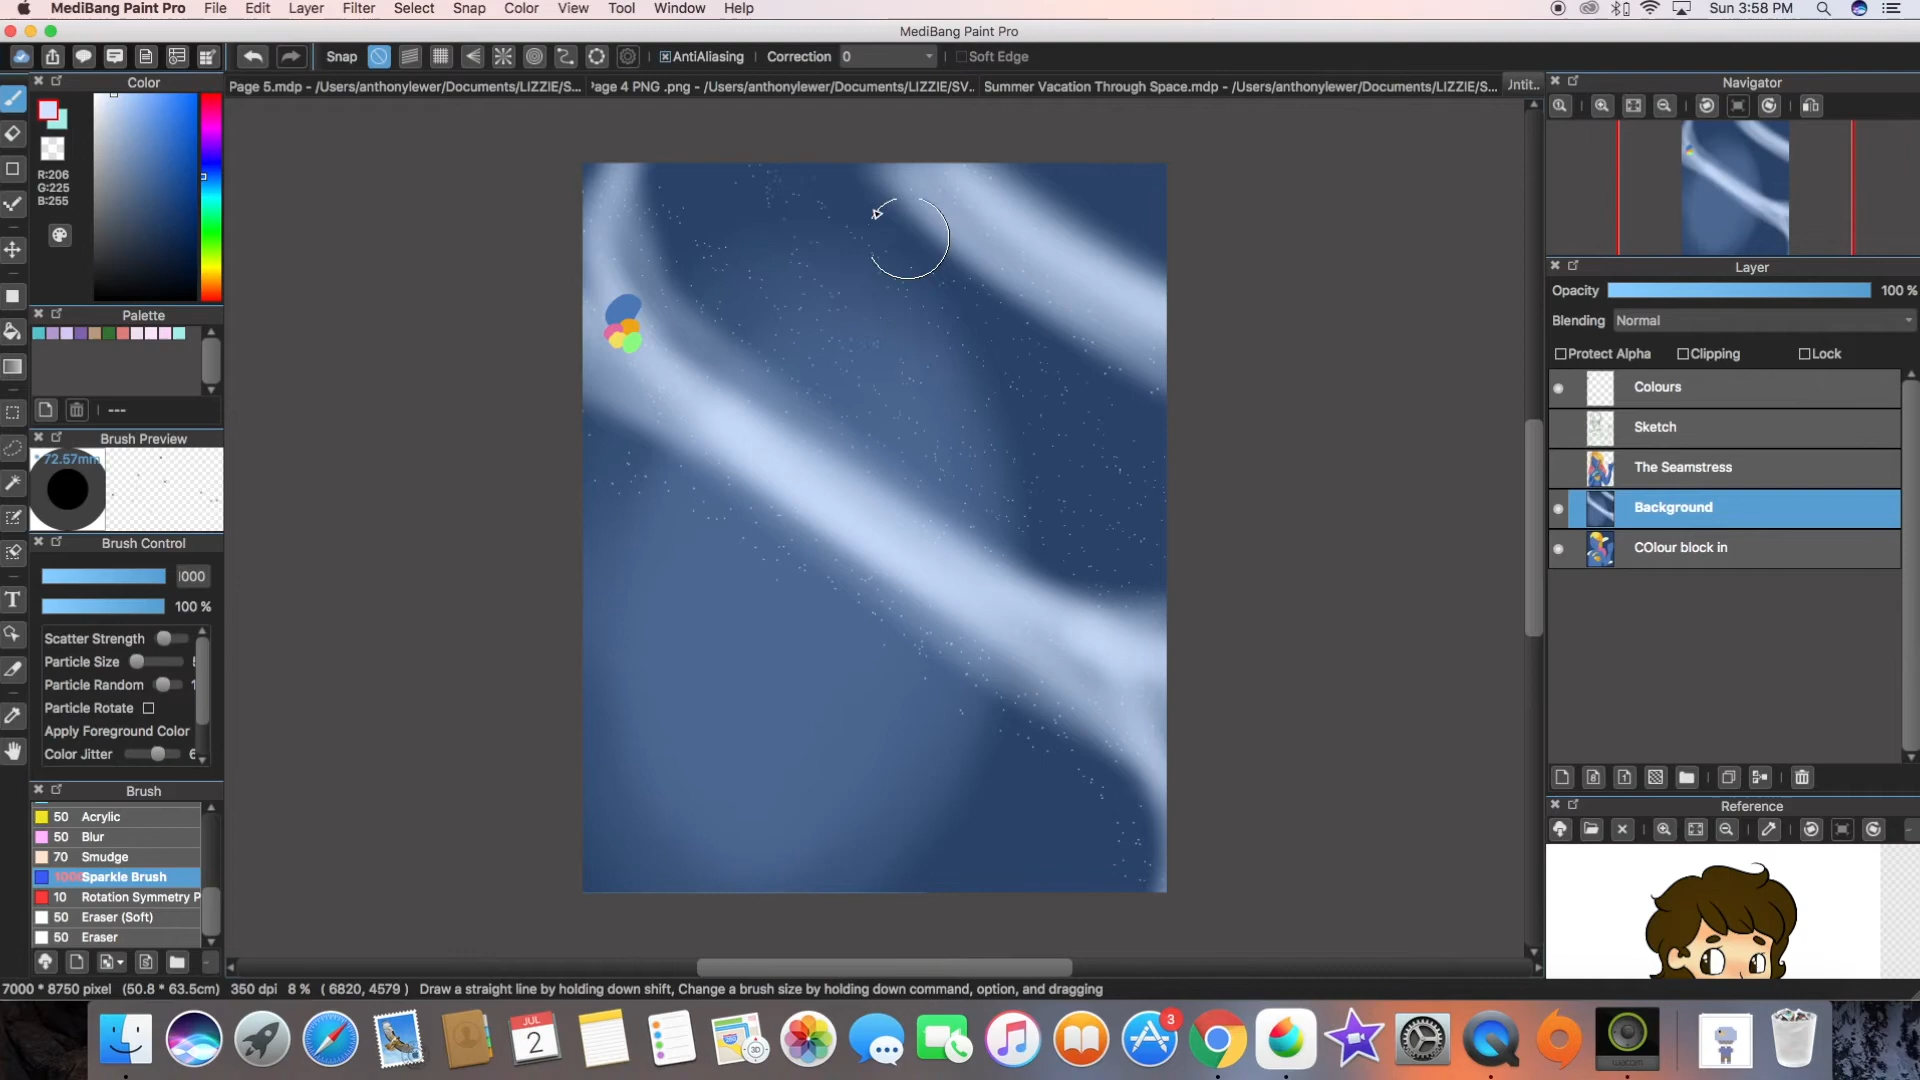 MediBang Paint Pro File Edit Layer Filter Select Snap Color View Tool Window Help Sun 3:58 PM
MediBang Paint Pro
Snap AntiAliasing Correction 0 Soft Edge
Page 5.mdp - /Users/anthonylewer/Documents/LIZZIE/S... age 4 PNG .png - /Users/anthonylewer/Documents/LIZZIE/SV... Summer Vacation Through Space.mdp - /Users/anthonylewer/Documents/LIZZIE/S... Jntit...
Color
R:206
G:225
B:255
Palette
---
Brush Preview
* 72.57mm
Brush Control
100 %
Scatter Strength
Particle Size
Particle Random
Particle Rotate
Apply Foreground Color
Color Jitter
Brush
50 Acrylic
50 Blur
70 Smudge
Sparkle Brush
10 Rotation Symmetry P
50 Eraser (Soft)
50 Eraser
Navigator
Layer
Opacity 100 %
Blending Normal
Protect Alpha Clipping Lock
Colours
Sketch
The Seamstress
Background
COlour block in
Reference
7000 * 8750 pixel (50.8 * 63.5cm) 350 dpi 8 % ( 6820, 4579 ) Draw a straight line by holding down shift, Change a brush size by holding down command, option, and dragging
JUL
2
3D
3
wacom